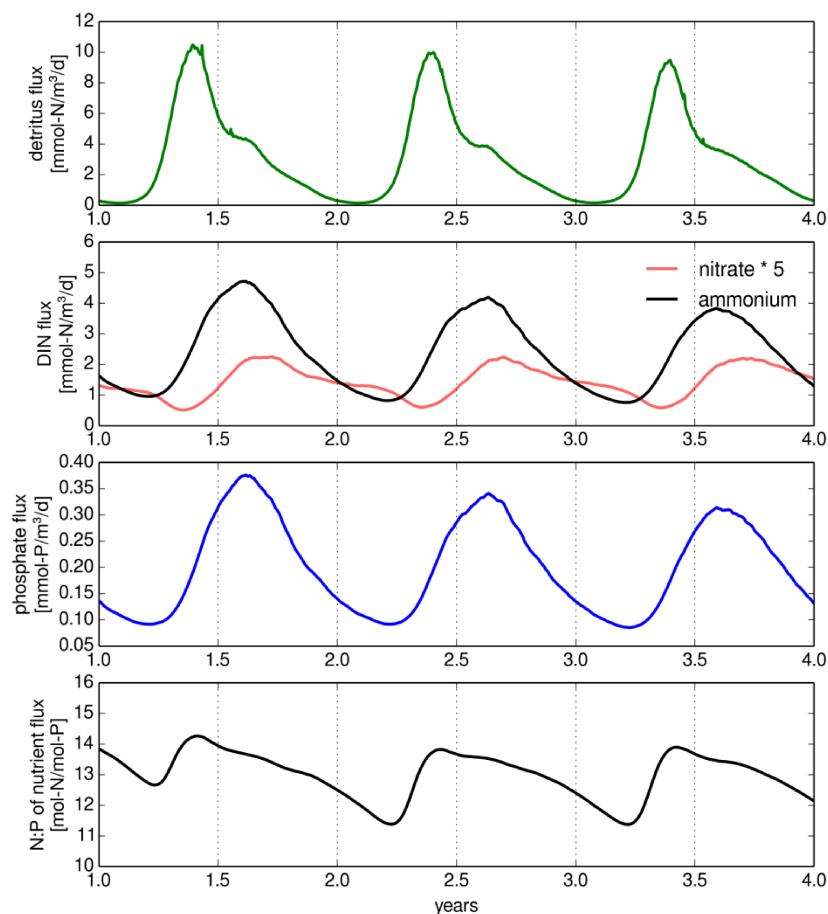 detritus flux
[mmol-N/m³/d]
12
10
8
6
4
2
0
1.0 1.5 2.0 2.5 3.0 3.5 4.0
DIN flux
[mmol-N/m³/d]
6
5
4
3
2
1
0
nitrate * 5
ammonium
1.0 1.5 2.0 2.5 3.0 3.5 4.0
phosphate flux
[mmol-P/m³/d]
0.40
0.35
0.30
0.25
0.20
0.15
0.10
0.05
1.0 1.5 2.0 2.5 3.0 3.5 4.0
N:P of nutrient flux
[mol-N/mol-P]
16
15
14
13
12
11
10
1.0 1.5 2.0 2.5 3.0 3.5 4.0
years